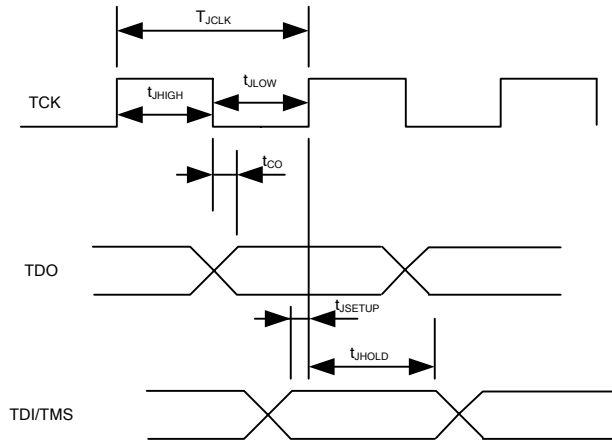 TJCLK
TCK
tJHIGH
tJLOW
tCO
TDO
tJSETUP
tJHOLD
TDI/TMS